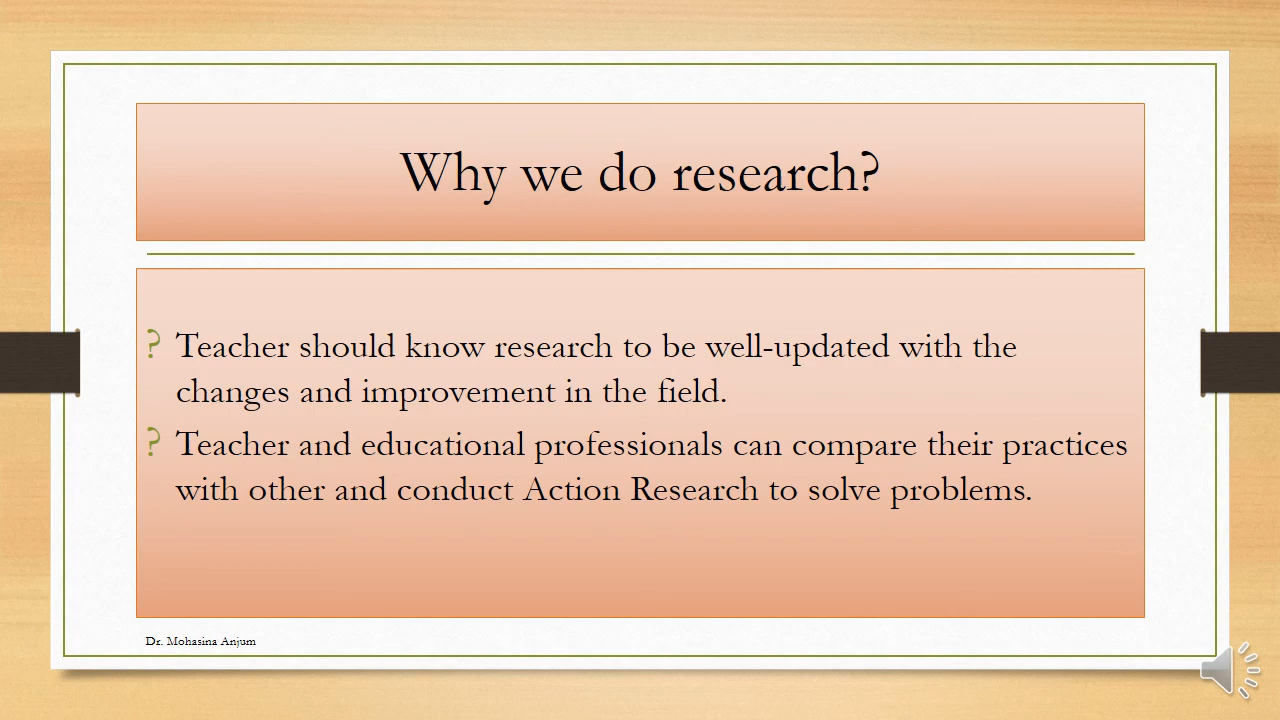 Why we do research?
? Teacher should know research to be well-updated with the
changes and improvement in the field.
? Teacher and educational professionals can compare their practices
with other and conduct Action Research to solve problems.
Dr. Mohasina Anjum